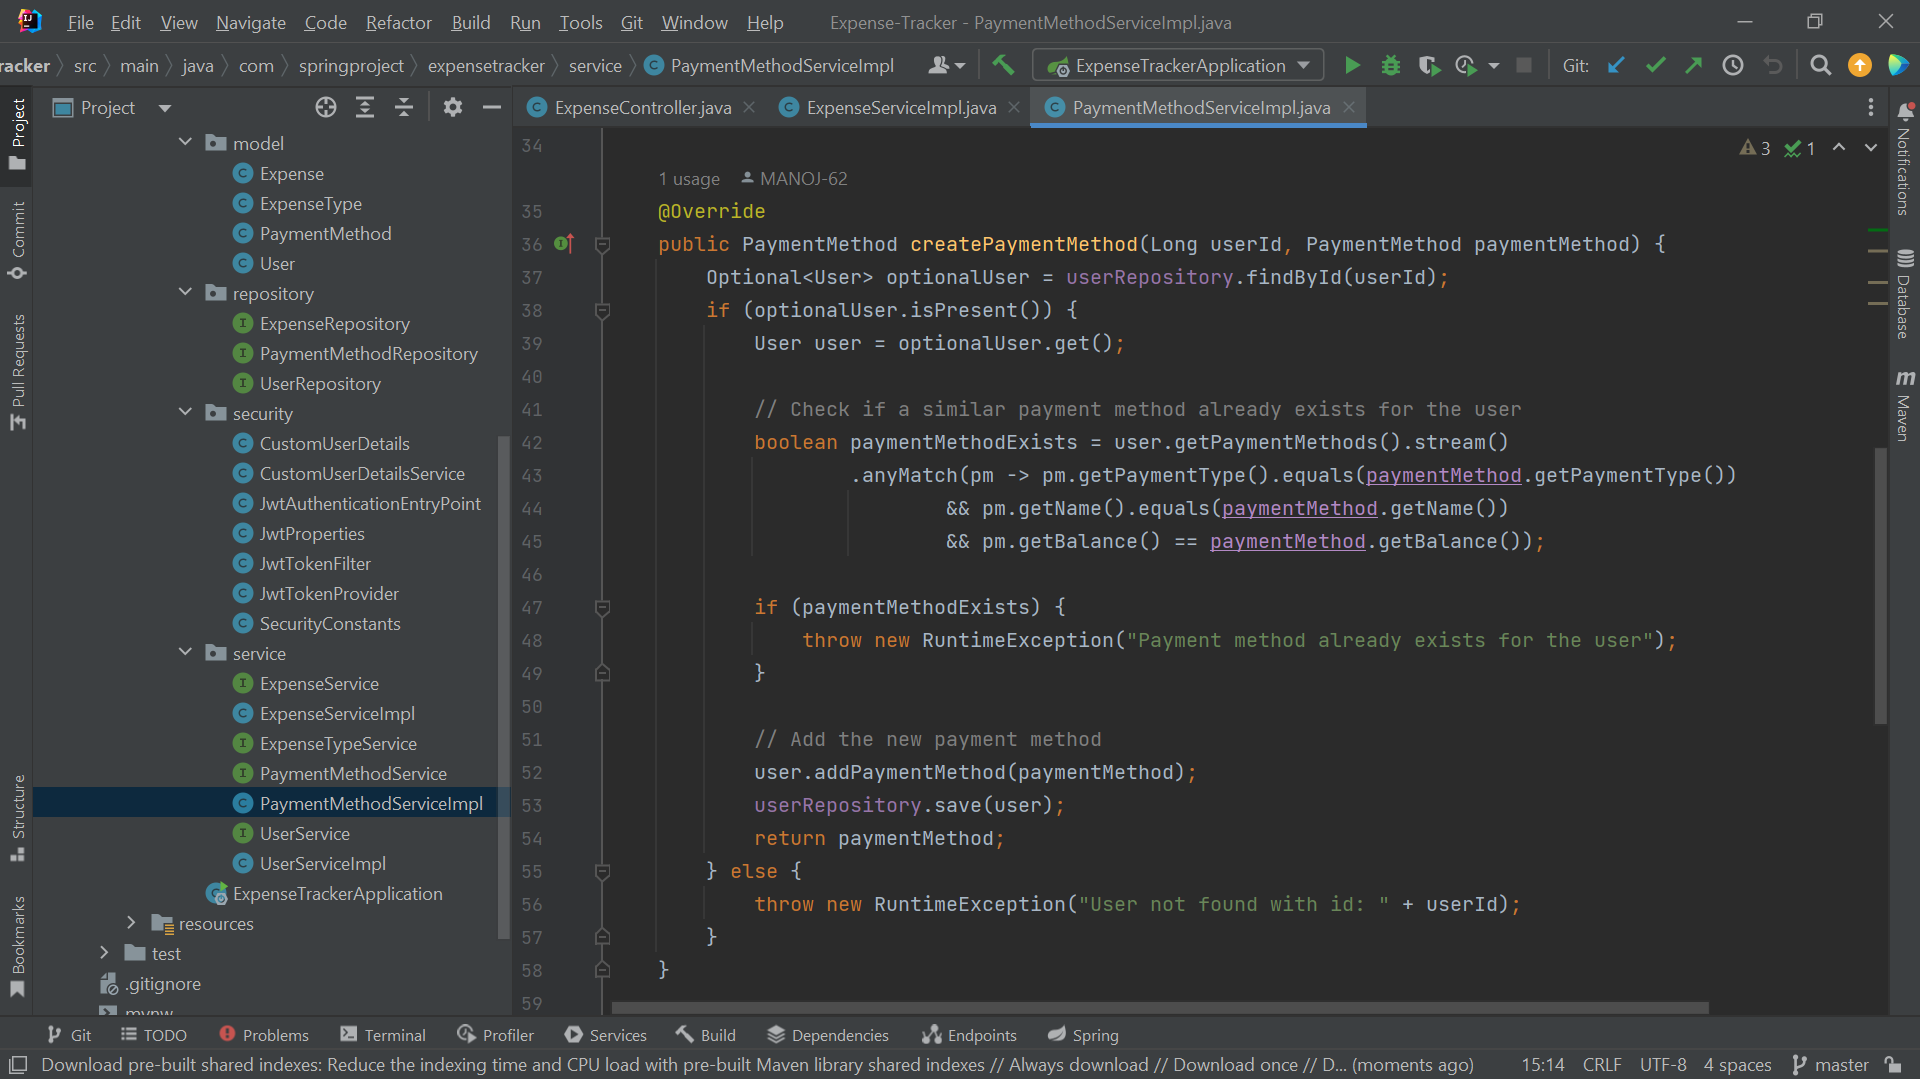 File Edit View Navigate Code Refactor Build Run Tools Git Window Help Expense-Tracker - PaymentMethodServiceImpl.java
racker src main java com springproject expensetracker service PaymentMethodServiceImpl ExpenseTrackerApplication Git:
Project
ExpenseController.java ExpenseServiceImpl.java PaymentMethodServiceImpl.java
Project
Commit
Pull Requests
Structure
Bookmarks
model
Expense
ExpenseType
PaymentMethod
User
repository
ExpenseRepository
PaymentMethodRepository
UserRepository
security
CustomUserDetails
CustomUserDetailsService
JwtAuthenticationEntryPoint
JwtProperties
JwtTokenFilter
JwtTokenProvider
SecurityConstants
service
ExpenseService
ExpenseServiceImpl
ExpenseTypeService
PaymentMethodService
PaymentMethodServiceImpl
UserService
UserServiceImpl
ExpenseTrackerApplication
resources
test
.gitignore
34
3 1
1 usage MANOJ-62
35 @Override
36 public PaymentMethod createPaymentMethod(Long userId, PaymentMethod paymentMethod) {
37 Optional<User> optionalUser = userRepository.findById(userId);
38 if (optionalUser.isPresent()) {
39 User user = optionalUser.get();
40
41 // Check if a similar payment method already exists for the user
42 boolean paymentMethodExists = user.getPaymentMethods().stream()
43 .anyMatch(pm -> pm.getPaymentType().equals(paymentMethod.getPaymentType())
44 && pm.getName().equals(paymentMethod.getName())
45 && pm.getBalance() == paymentMethod.getBalance());
46
47 if (paymentMethodExists) {
48 throw new RuntimeException("Payment method already exists for the user");
49 }
50
51 // Add the new payment method
52 user.addPaymentMethod(paymentMethod);
53 userRepository.save(user);
54 return paymentMethod;
55 } else {
56 throw new RuntimeException("User not found with id: " + userId);
57 }
58 }
59
Notifications
Database
m Maven
Git TODO Problems Terminal Profiler Services Build Dependencies Endpoints Spring
Download pre-built shared indexes: Reduce the indexing time and CPU load with pre-built Maven library shared indexes // Always download // Download once // D... (moments ago) 15:14 CRLF UTF-8 4 spaces master